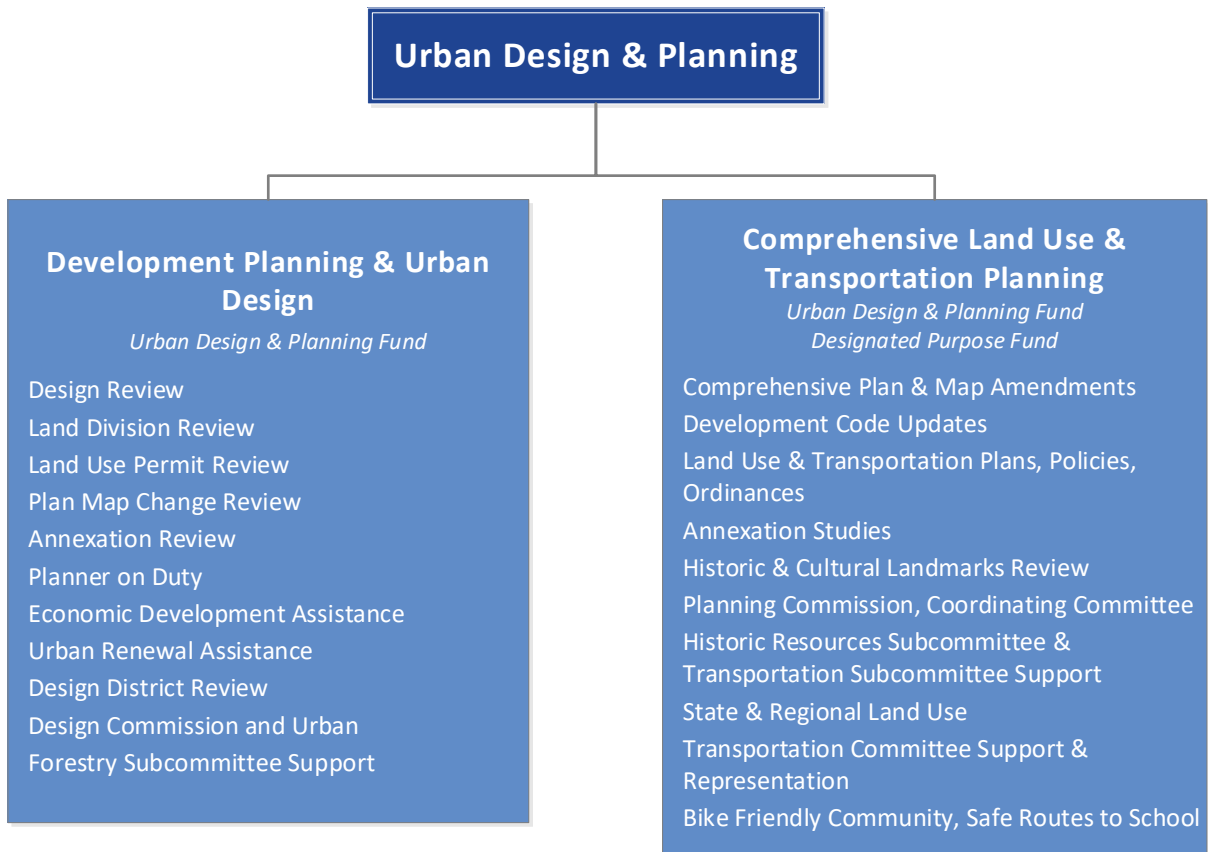 Urban Design & Planning
Development Planning & Urban
Design
Urban Design & Planning Fund
Design Review
Land Division Review
Land Use Permit Review
Plan Map Change Review
Annexation Review
Planner on Duty
Economic Development Assistance
Urban Renewal Assistance
Design District Review
Design Commission and Urban
Forestry Subcommittee Support
Comprehensive Land Use &
Transportation Planning
Urban Design & Planning Fund
Designated Purpose Fund
Comprehensive Plan & Map Amendments
Development Code Updates
Land Use & Transportation Plans, Policies,
Ordinances
Annexation Studies
Historic & Cultural Landmarks Review
Planning Commission, Coordinating Committee
Historic Resources Subcommittee &
Transportation Subcommittee Support
State & Regional Land Use
Transportation Committee Support &
Representation
Bike Friendly Community, Safe Routes to School